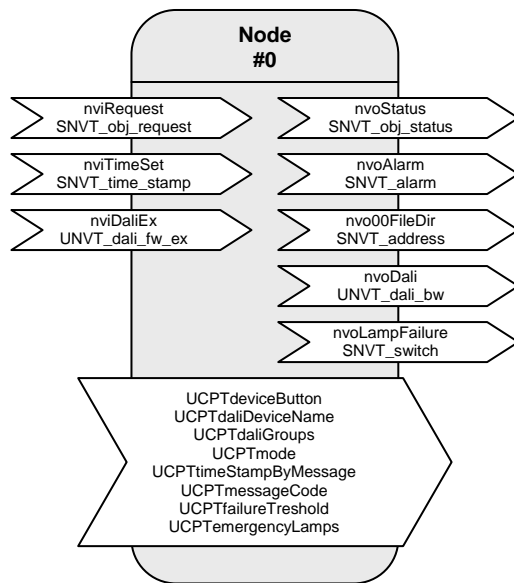 Node
#0
nviRequest
SNVT_obj_request
nvoStatus
SNVT_obj_status
nviTimeSet
SNVT_time_stamp
nvoAlarm
SNVT_alarm
nviDaliEx
UNVT_dali_fw_ex
nvo00FileDir
SNVT_address
nvoDali
UNVT_dali_bw
nvoLampFailure
SNVT_switch
UCPTdeviceButton
UCPTdaliDeviceName
UCPTdaliGroups
UCPTmode
UCPTtimeStampByMessage
UCPTmessageCode
UCPTfailureTreshold
UCPTemergencyLamps